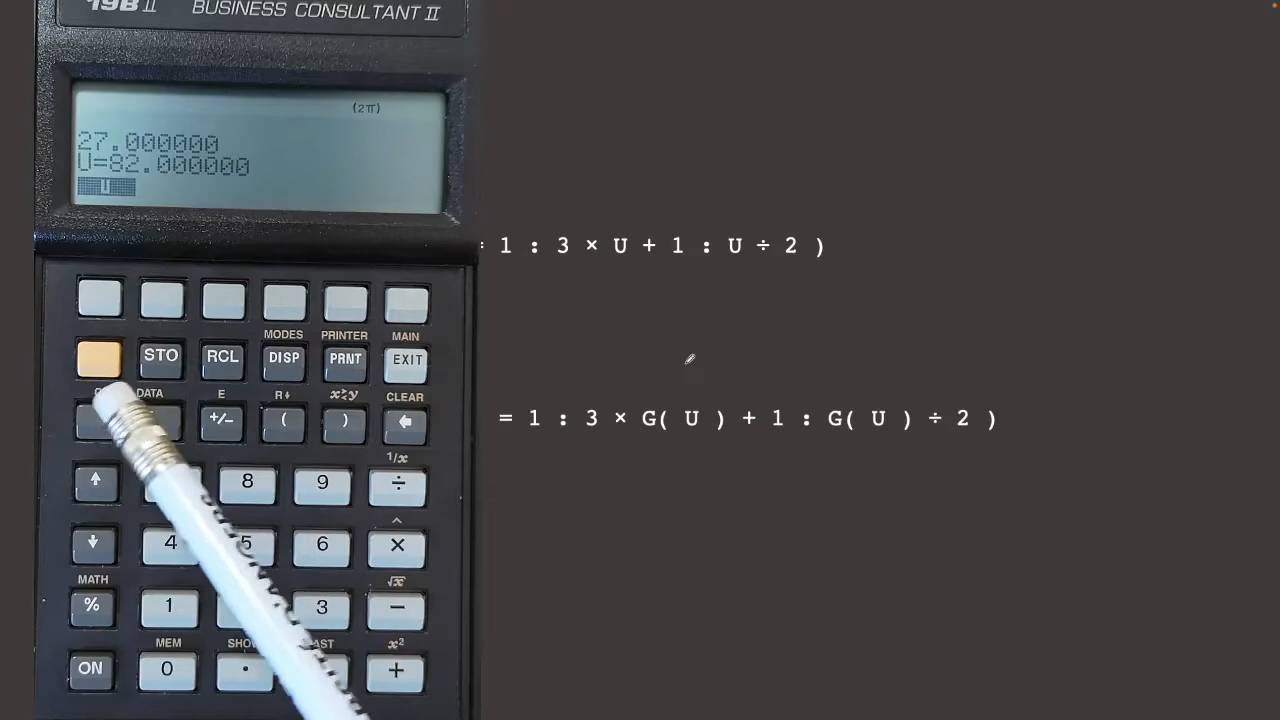 19B II BUSINESS CONSULTANT II
(2π)
27.000000
U=82.000000
U
: 1 : 3 × U + 1 : U ÷ 2 )
MODES PRINTER MAIN
STO RCL DISP PRNT EXIT
DATA E R↓ x≷y CLEAR
+/- ( ) ←
1/x
↑ 8 9 ÷
^
↓ 4 5 6 ×
MATH √x
% 1 3 −
MEM x²
ON 0 . +
= 1 : 3 × G( U ) + 1 : G( U ) ÷ 2 )